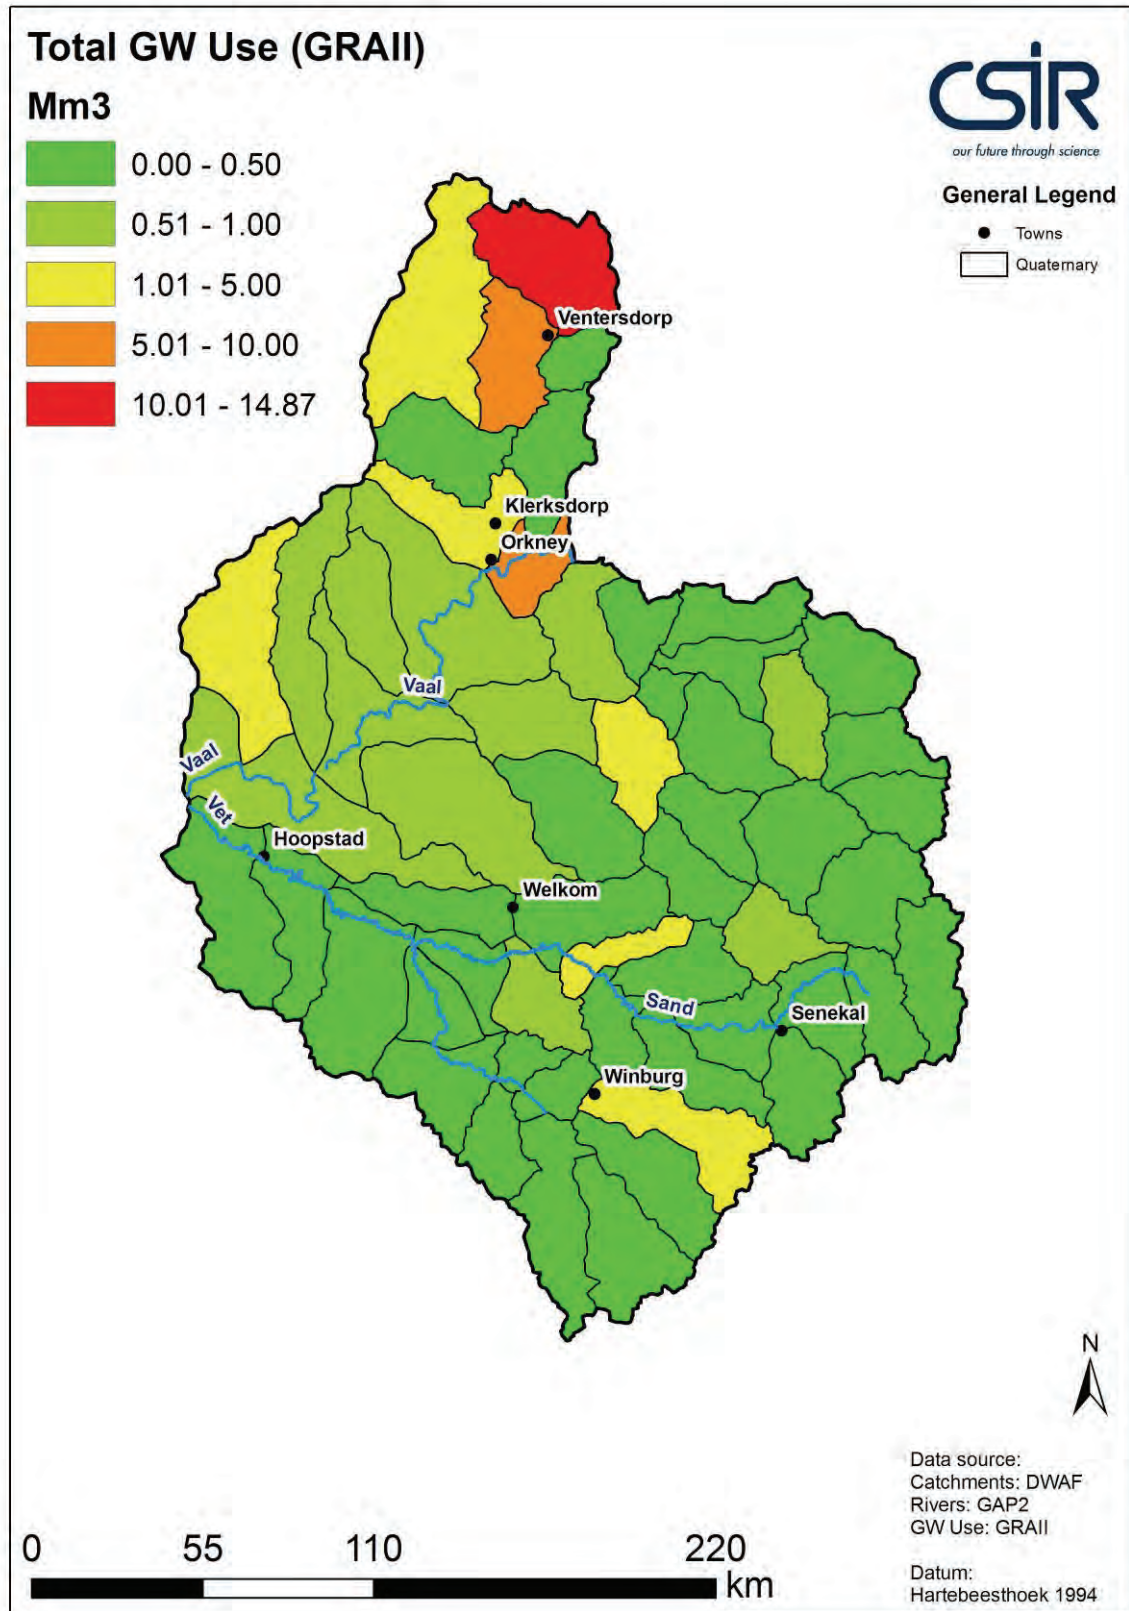 Total GW Use (GRAII)
Mm3
0.00 - 0.50
0.51 - 1.00
1.01 - 5.00
5.01 - 10.00
10.01 - 14.87
CSIR
our future through science
General Legend
Towns
Quaternary
Ventersdorp
Klerksdorp
Orkney
Vaal
Vaal
Vet
Hoopstad
Welkom
Sand
Senekal
Winburg
N
Data source:
Catchments: DWAF
Rivers: GAP2
GW Use: GRAII
Datum:
Hartebeesthoek 1994
0 55 110 220
km